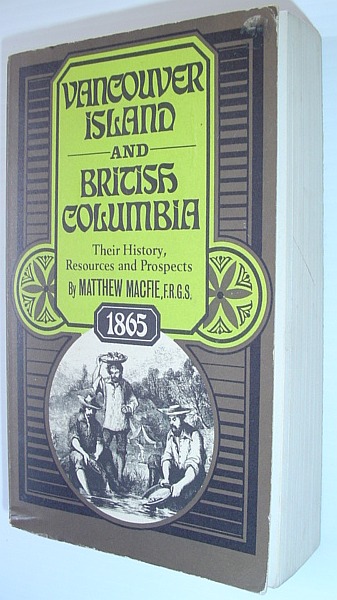 VANCOUVER
ISLAND
AND
BRITISH
COLUMBIA
Their History,
Resources and Prospects
By MATTHEW MACFIE, F.R.G.S.
1865